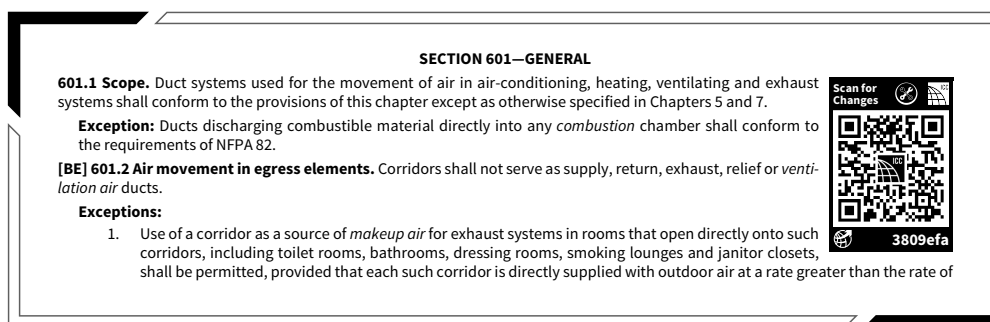 SECTION 601—GENERAL
601.1 Scope. Duct systems used for the movement of air in air-conditioning, heating, ventilating and exhaust
systems shall conform to the provisions of this chapter except as otherwise specified in Chapters 5 and 7.
Exception: Ducts discharging combustible material directly into any combustion chamber shall conform to
the requirements of NFPA 82.
[BE] 601.2 Air movement in egress elements. Corridors shall not serve as supply, return, exhaust, relief or venti-
lation air ducts.
Exceptions:
1. Use of a corridor as a source of makeup air for exhaust systems in rooms that open directly onto such
corridors, including toilet rooms, bathrooms, dressing rooms, smoking lounges and janitor closets,
shall be permitted, provided that each such corridor is directly supplied with outdoor air at a rate greater than the rate of
Scan for
Changes
ICC
ICC
3809efa